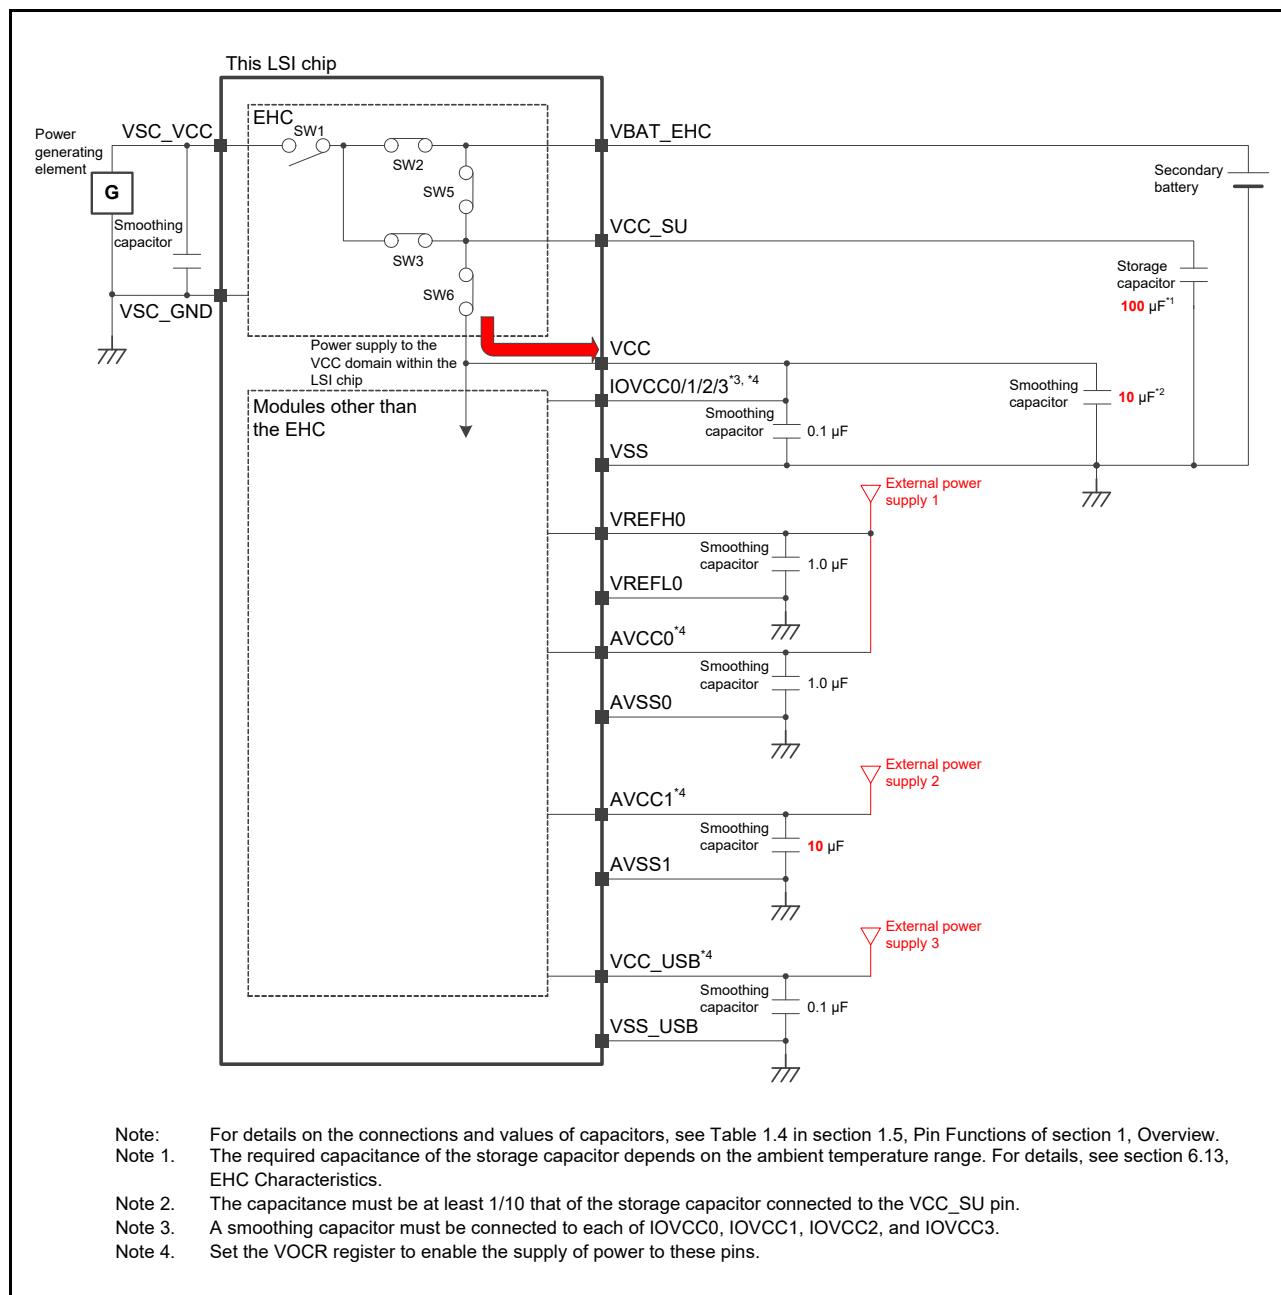 This LSI chip
EHC
VSC_VCC
SW1
VBAT_EHC
Power
generating
element
SW2
Secondary
battery
G
SW5
Smoothing
capacitor
VCC_SU
SW3
Storage
capacitor
100 µF*1
SW6
VSC_GND
Power supply to the
VCC domain within the
LSI chip
VCC
IOVCC0/1/2/3*3, *4
Smoothing
capacitor
10 µF*2
Modules other than
the EHC
Smoothing
capacitor
0.1 µF
VSS
External power
supply 1
VREFH0
Smoothing
capacitor
1.0 µF
VREFL0
AVCC0*4
Smoothing
capacitor
1.0 µF
AVSS0
External power
supply 2
AVCC1*4
Smoothing
capacitor
10 µF
AVSS1
External power
supply 3
VCC_USB*4
Smoothing
capacitor
0.1 µF
VSS_USB
Note: For details on the connections and values of capacitors, see Table 1.4 in section 1.5, Pin Functions of section 1, Overview.
Note 1. The required capacitance of the storage capacitor depends on the ambient temperature range. For details, see section 6.13,
EHC Characteristics.
Note 2. The capacitance must be at least 1/10 that of the storage capacitor connected to the VCC_SU pin.
Note 3. A smoothing capacitor must be connected to each of IOVCC0, IOVCC1, IOVCC2, and IOVCC3.
Note 4. Set the VOCR register to enable the supply of power to these pins.